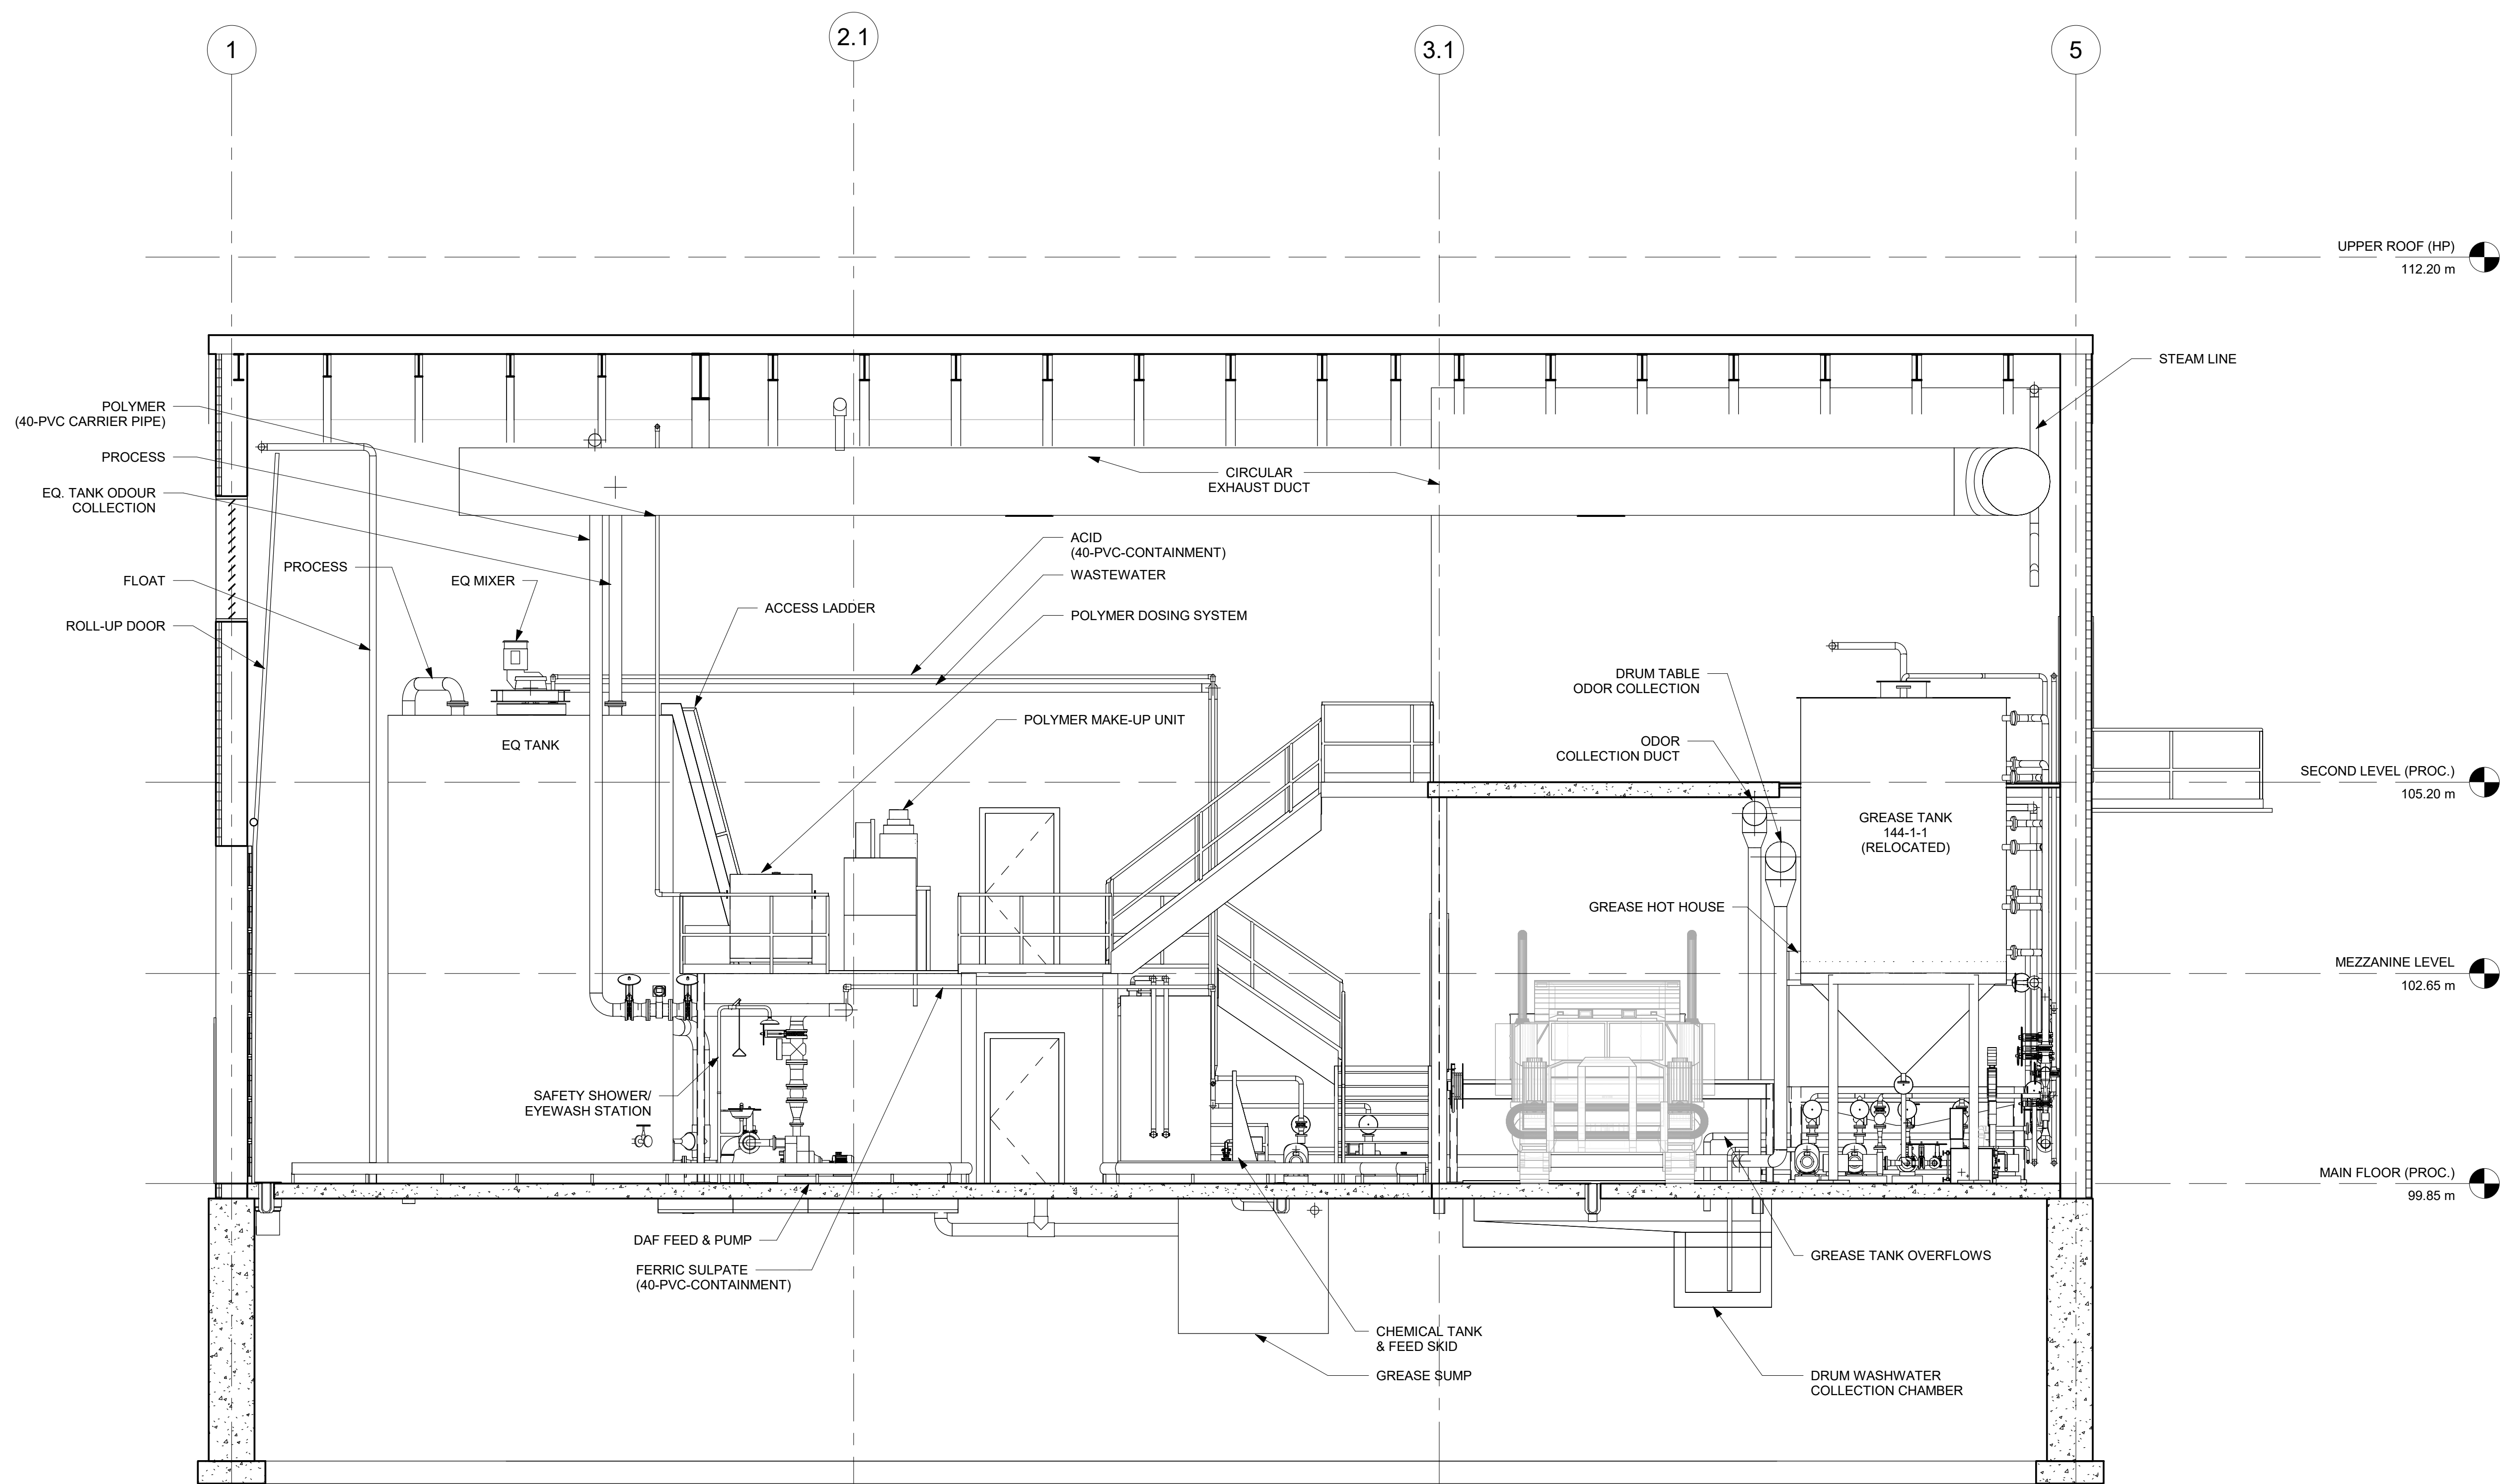 1
2.1
3.1
5
UPPER ROOF (HP)
112.20 m
STEAM LINE
POLYMER
(40-PVC CARRIER PIPE)
PROCESS
EQ. TANK ODOUR
COLLECTION
FLOAT
ROLL-UP DOOR
PROCESS
EQ MIXER
ACCESS LADDER
CIRCULAR
EXHAUST DUCT
ACID
(40-PVC-CONTAINMENT)
WASTEWATER
POLYMER DOSING SYSTEM
POLYMER MAKE-UP UNIT
EQ TANK
DRUM TABLE
ODOR COLLECTION
ODOR
COLLECTION DUCT
GREASE TANK
144-1-1
(RELOCATED)
GREASE HOT HOUSE
SECOND LEVEL (PROC.)
105.20 m
MEZZANINE LEVEL
102.65 m
SAFETY SHOWER/
EYEWASH STATION
MAIN FLOOR (PROC.)
99.85 m
DAF FEED & PUMP
FERRIC SULPATE
(40-PVC-CONTAINMENT)
GREASE TANK OVERFLOWS
CHEMICAL TANK
& FEED SKID
GREASE SUMP
DRUM WASHWATER
COLLECTION CHAMBER